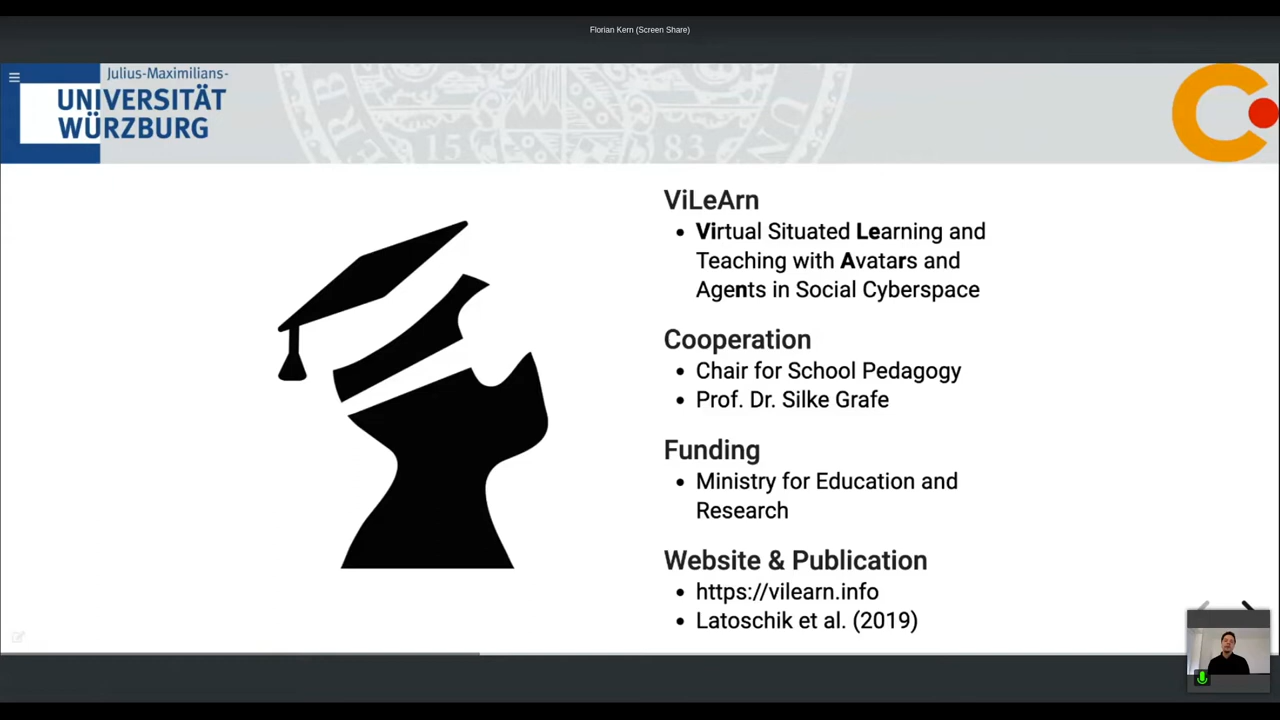 Florian Kern (Screen Share)
Julius-Maximilians-
UNIVERSITÄT
WÜRZBURG
15 83
ViLeArn
• Virtual Situated Learning and
Teaching with Avatars and
Agents in Social Cyberspace
Cooperation
• Chair for School Pedagogy
• Prof. Dr. Silke Grafe
Funding
• Ministry for Education and
Research
Website & Publication
• https://vilearn.info
• Latoschik et al. (2019)